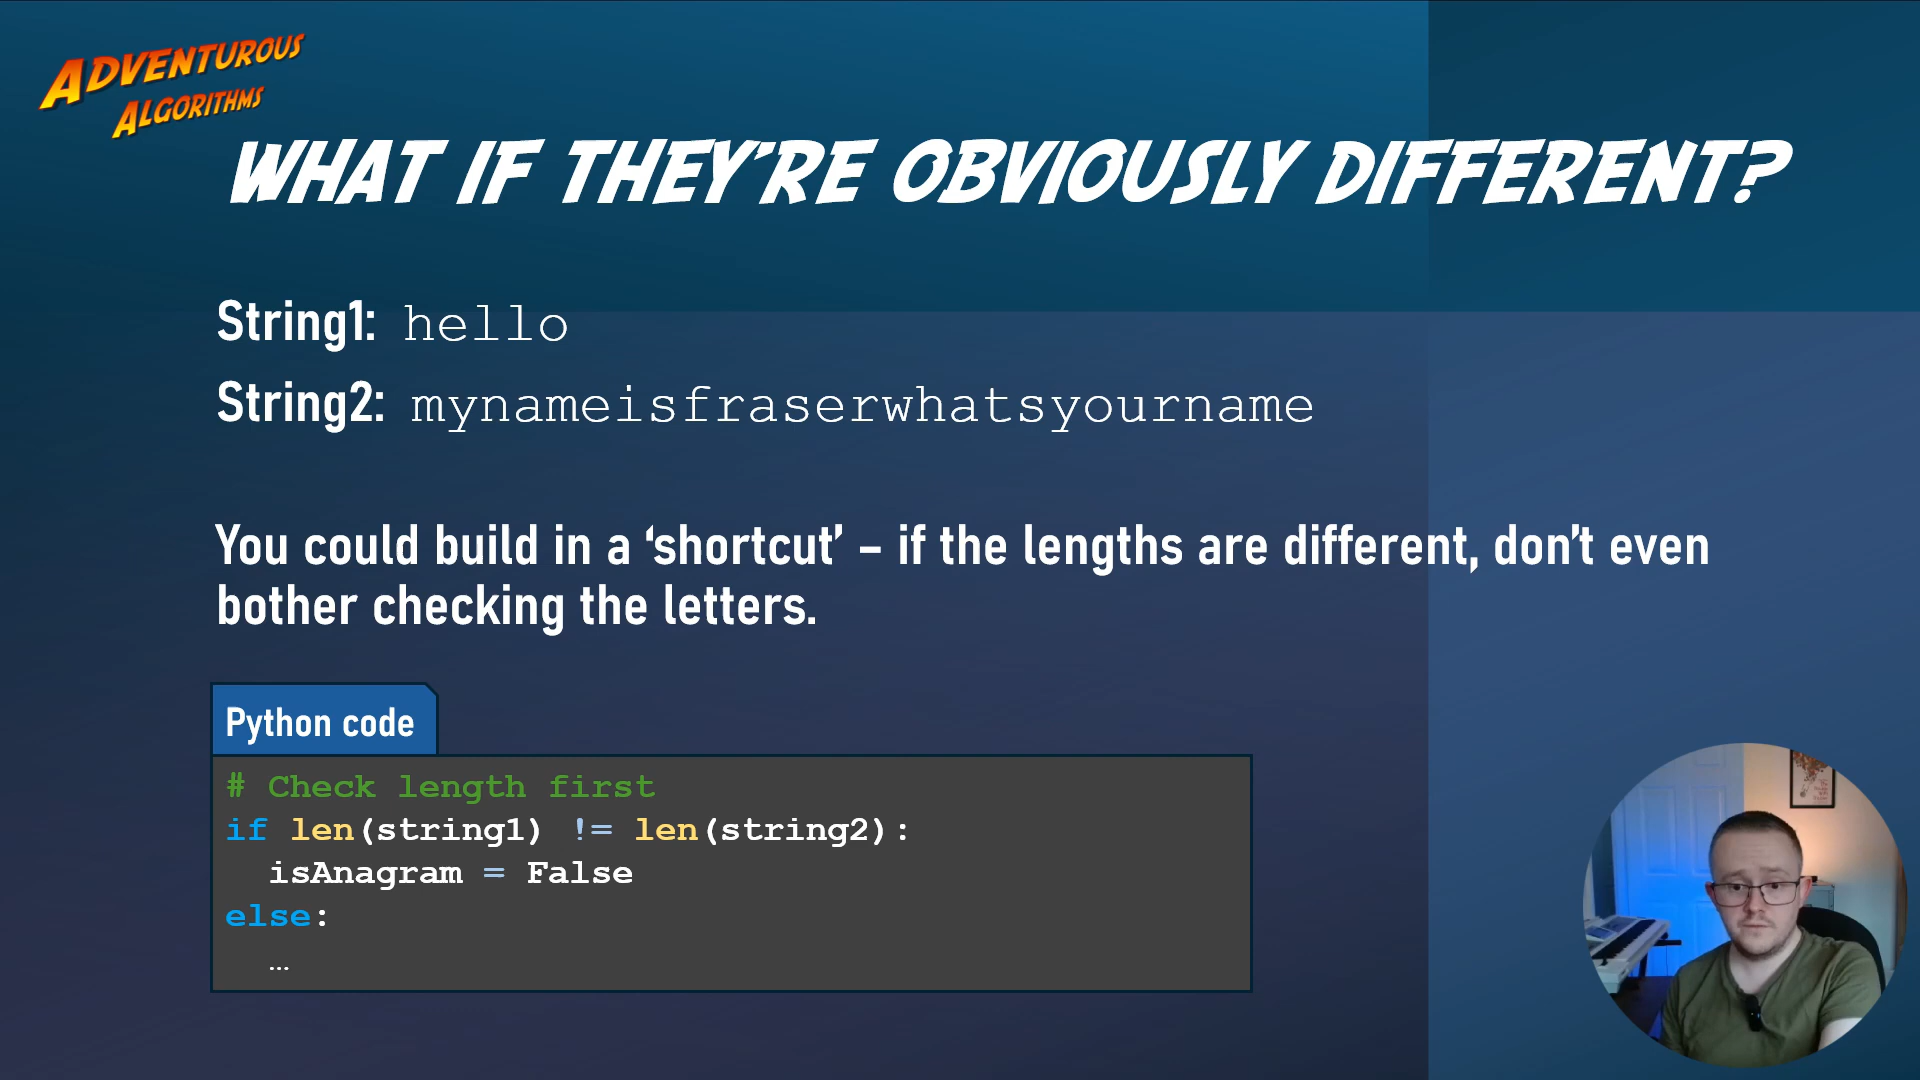 ADVENTUROUS
ALGORITHMS
WHAT IF THEY'RE OBVIOUSLY DIFFERENT?
String1: hello
String2: mynameisfraserwhatsyourname
You could build in a ‘shortcut’ – if the lengths are different, don’t even
bother checking the letters.
Python code
# Check length first
if len(string1) != len(string2):
  isAnagram = False
else:
  …